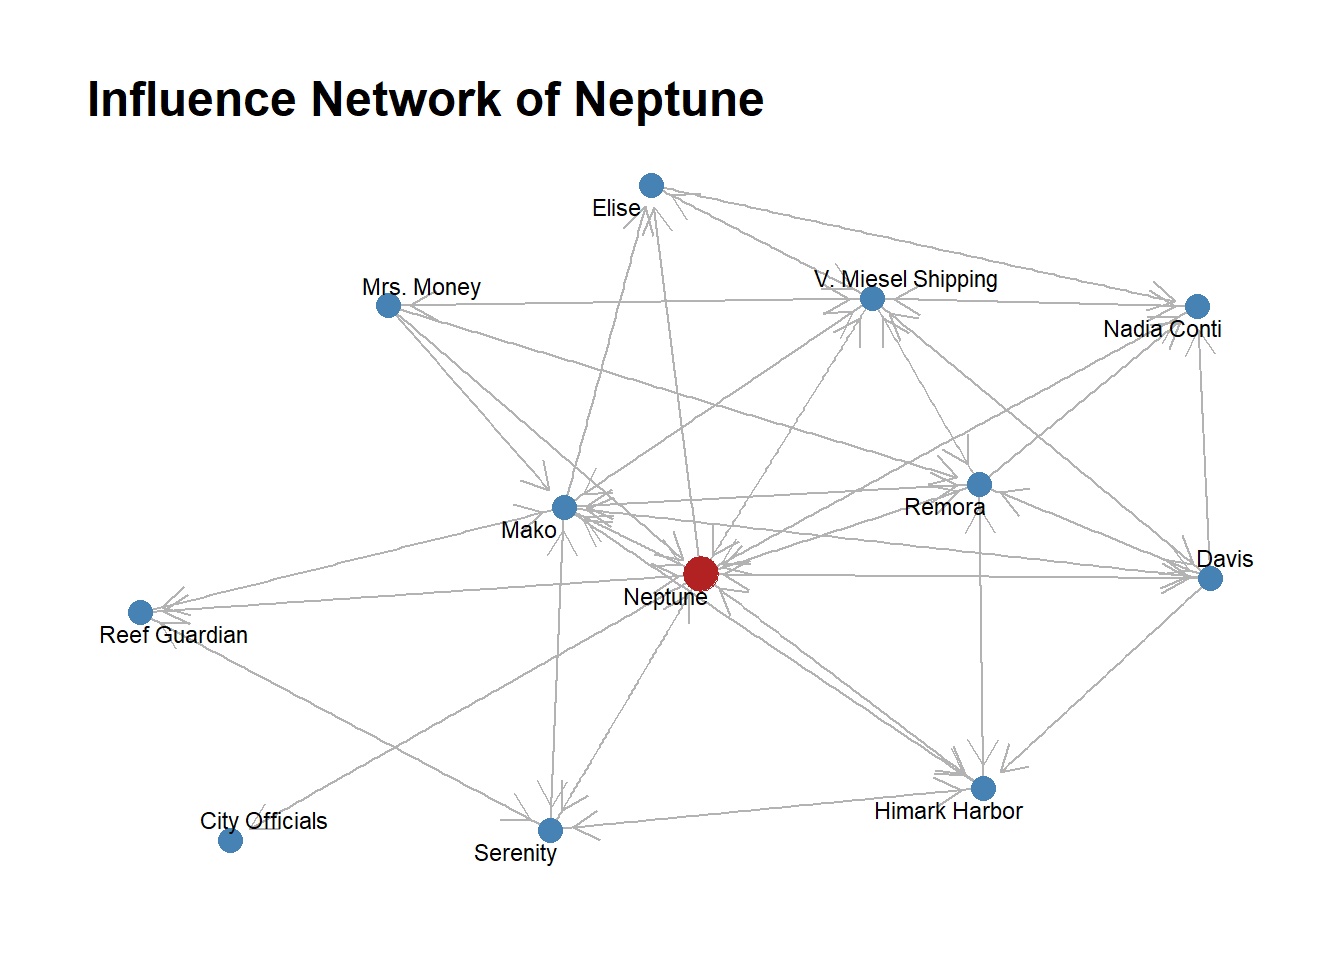 Influence Network of Neptune
Elise
Mrs. Money
V. Miesel Shipping
Nadia Conti
Remora
Mako
Davis
Neptune
Reef Guardian
City Officials
Himark Harbor
Serenity